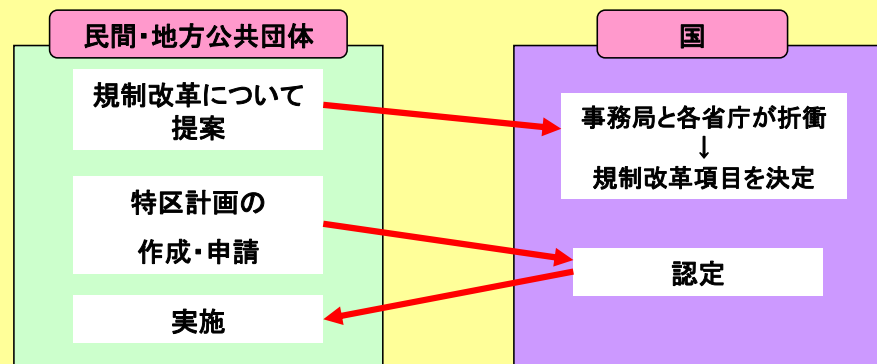 民間・地方公共団体
規制改革について
提案
特区計画の
作成・申請
実施
国
事務局と各省庁が折衝
↓
規制改革項目を決定
認定